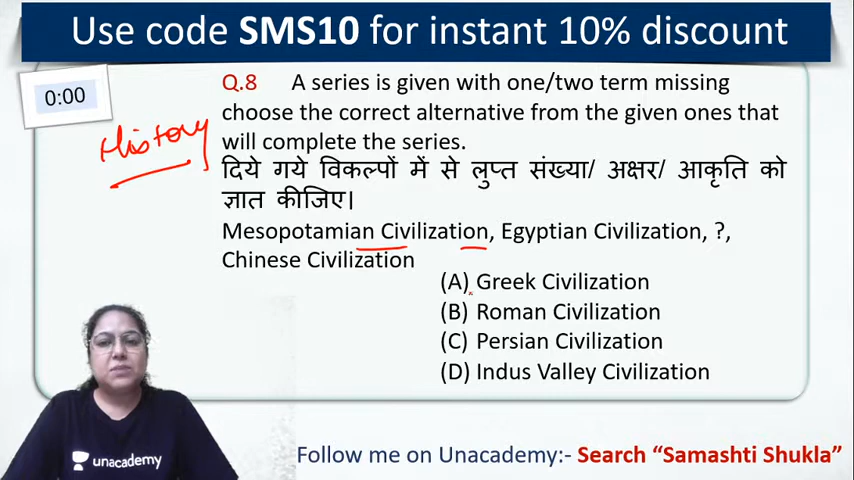 Use code SMS10 for instant 10% discount
0:00
History
Q.8 A series is given with one/two term missing
choose the correct alternative from the given ones that
will complete the series.
दिये गये विकल्पों में से लुप्त संख्या/ अक्षर/ आकृति को
ज्ञात कीजिए।
Mesopotamian Civilization, Egyptian Civilization, ?,
Chinese Civilization
(A) Greek Civilization
(B) Roman Civilization
(C) Persian Civilization
(D) Indus Valley Civilization
unacademy
Follow me on Unacademy:- Search “Samashti Shukla”